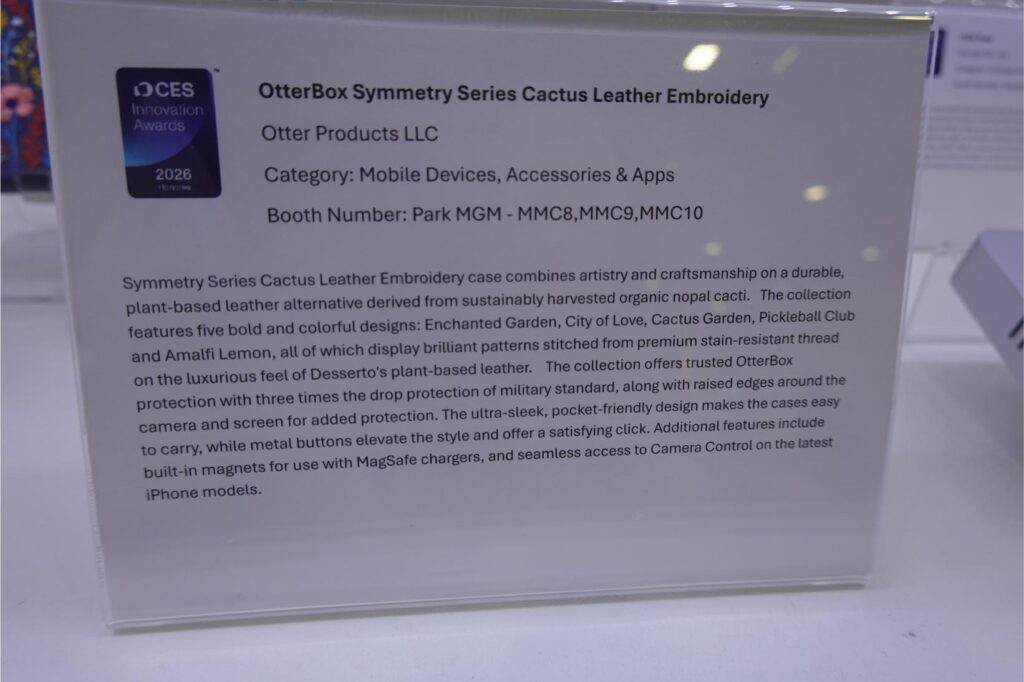 CES
Innovation
Awards
2026
Honoree
™
OtterBox Symmetry Series Cactus Leather Embroidery
Otter Products LLC
Category: Mobile Devices, Accessories & Apps
Booth Number: Park MGM - MMC8,MMC9,MMC10
Symmetry Series Cactus Leather Embroidery case combines artistry and craftsmanship on a durable,
plant-based leather alternative derived from sustainably harvested organic nopal cacti. The collection
features five bold and colorful designs: Enchanted Garden, City of Love, Cactus Garden, Pickleball Club
and Amalfi Lemon, all of which display brilliant patterns stitched from premium stain-resistant thread
on the luxurious feel of Desserto's plant-based leather. The collection offers trusted OtterBox
protection with three times the drop protection of military standard, along with raised edges around the
camera and screen for added protection. The ultra-sleek, pocket-friendly design makes the cases easy
to carry, while metal buttons elevate the style and offer a satisfying click. Additional features include
built-in magnets for use with MagSafe chargers, and seamless access to Camera Control on the latest
iPhone models.